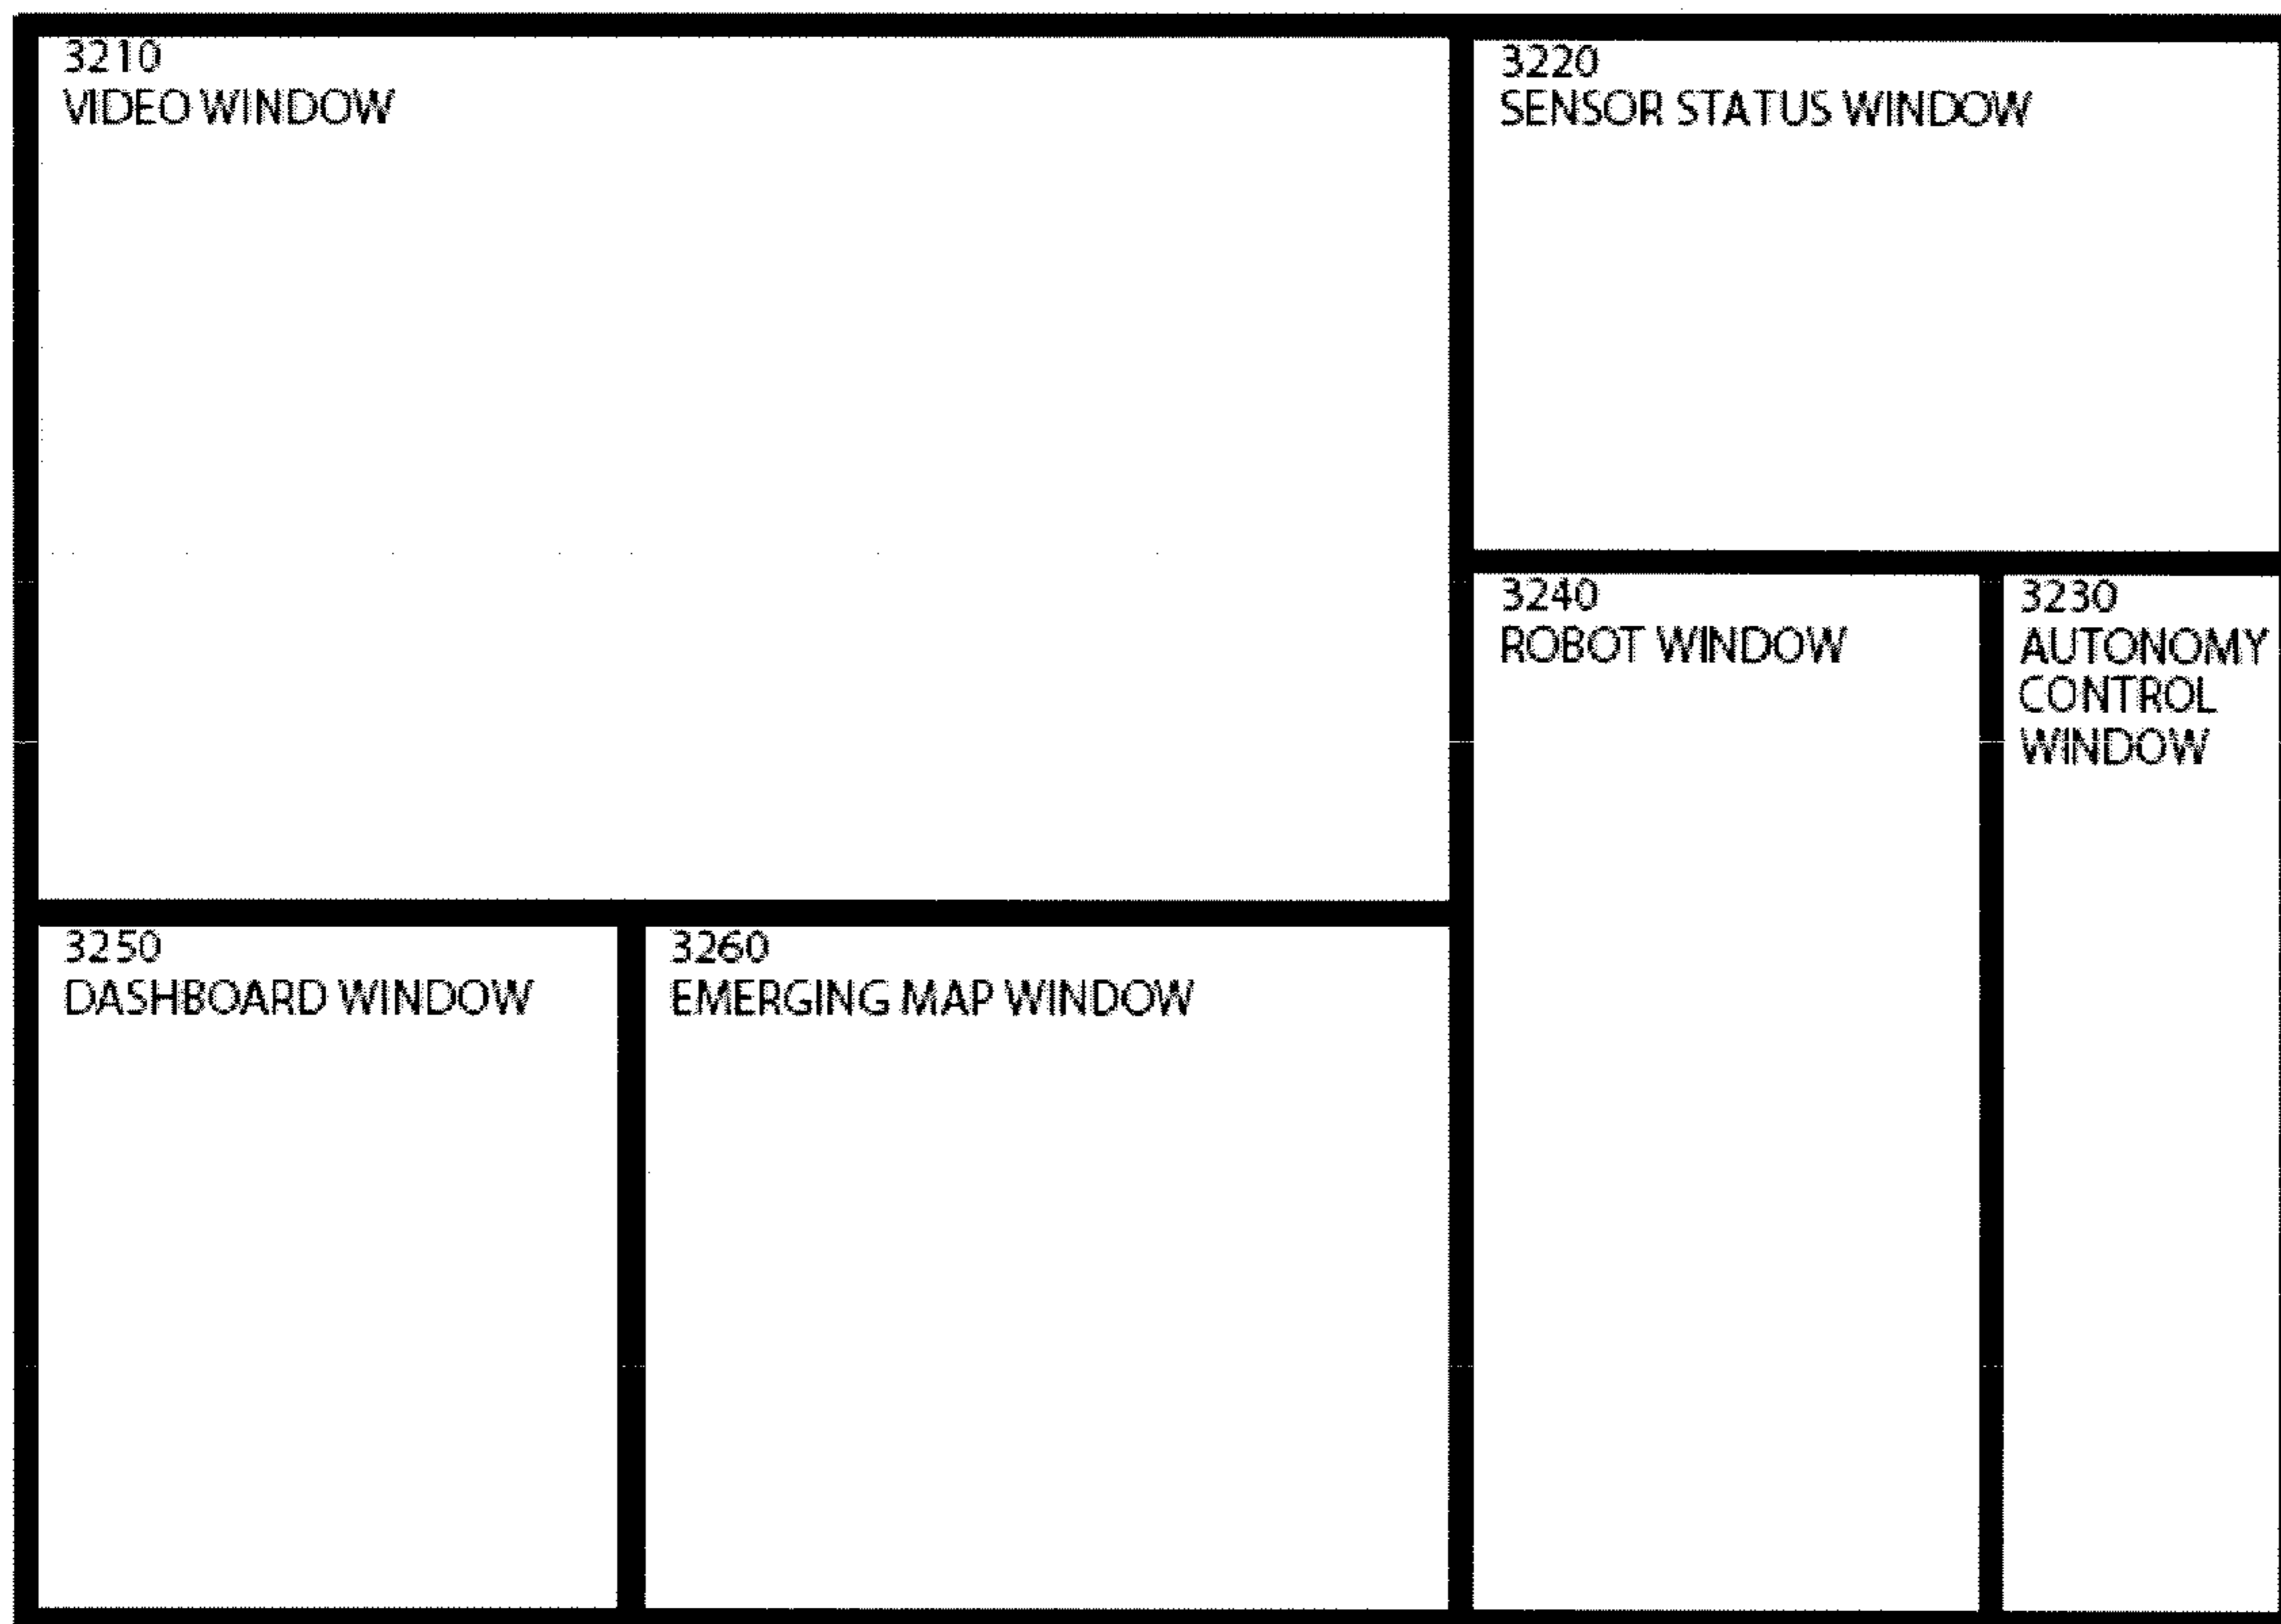 3210
VIDEO WINDOW
3220
SENSOR STATUS WINDOW
3240
ROBOT WINDOW
3230
AUTONOMY
CONTROL
WINDOW
3250
DASHBOARD WINDOW
3260
EMERGING MAP WINDOW